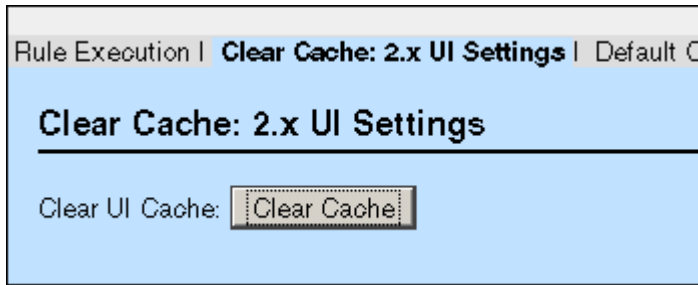 Rule Execution | Clear Cache: 2.x UI Settings | Default
Clear Cache: 2.x UI Settings
Clear UI Cache: Clear Cache